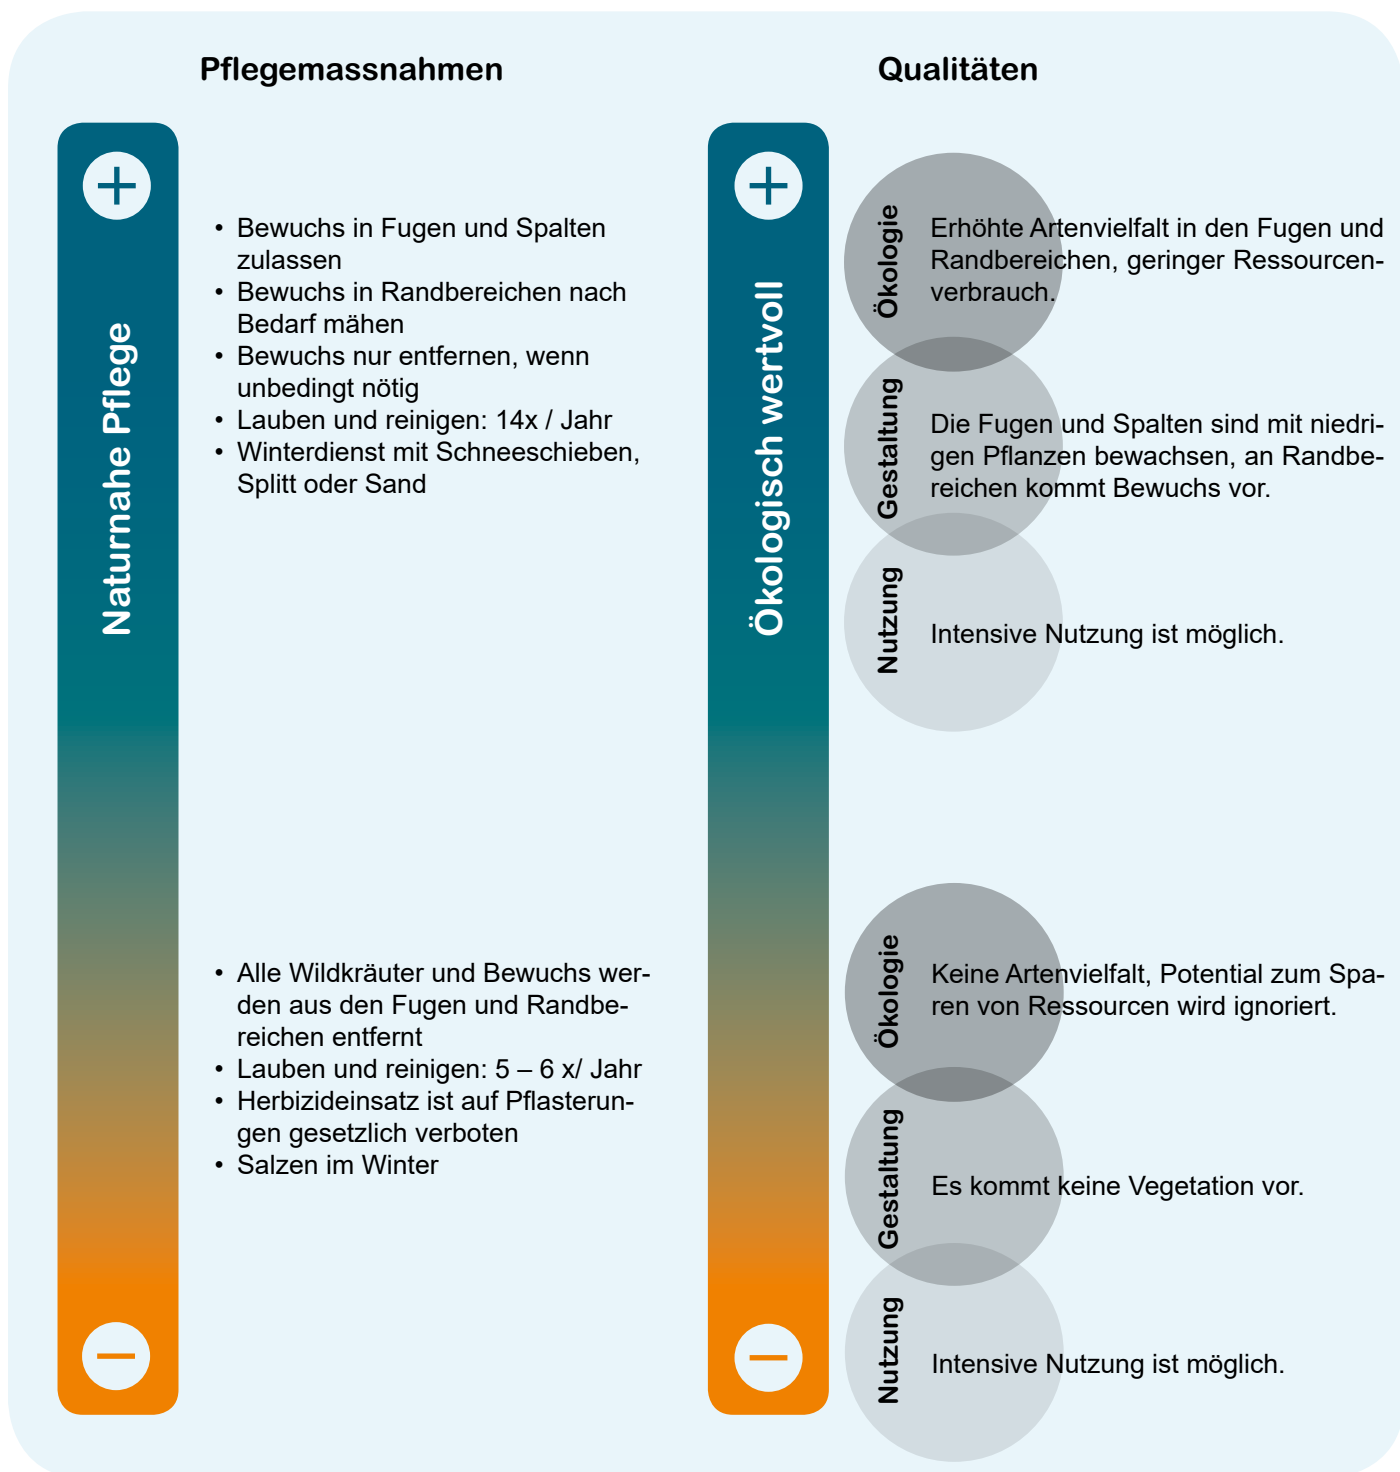 Pflegemassnahmen
Naturnahe Pflege
• Bewuchs in Fugen und Spalten
zulassen
• Bewuchs in Randbereichen nach
Bedarf mähen
• Bewuchs nur entfernen, wenn
unbedingt nötig
• Lauben und reinigen: 14x / Jahr
• Winterdienst mit Schneeschieben,
Splitt oder Sand
• Alle Wildkräuter und Bewuchs wer-
den aus den Fugen und Randbe-
reichen entfernt
• Lauben und reinigen: 5 – 6 x/ Jahr
• Herbizideinsatz ist auf Pflasterun-
gen gesetzlich verboten
• Salzen im Winter
Qualitäten
Ökologisch wertvoll
Ökologie
Erhöhte Artenvielfalt in den Fugen und
Randbereichen, geringer Ressourcen-
verbrauch.
Gestaltung
Die Fugen und Spalten sind mit niedri-
gen Pflanzen bewachsen, an Randbe-
reichen kommt Bewuchs vor.
Nutzung
Intensive Nutzung ist möglich.
Ökologie
Keine Artenvielfalt, Potential zum Spa-
ren von Ressourcen wird ignoriert.
Gestaltung
Es kommt keine Vegetation vor.
Nutzung
Intensive Nutzung ist möglich.